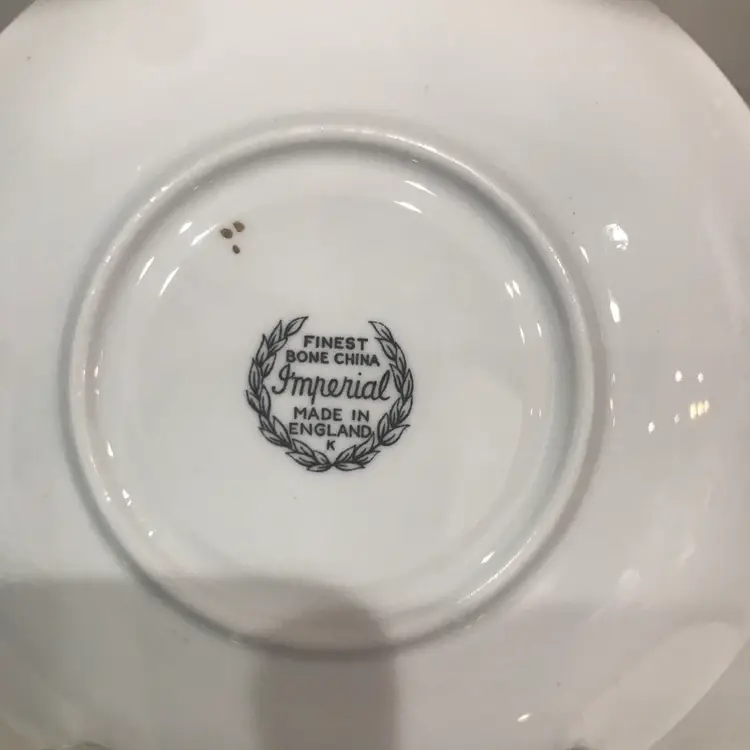 FINEST
BONE CHINA
Imperial
MADE IN
ENGLAND
K